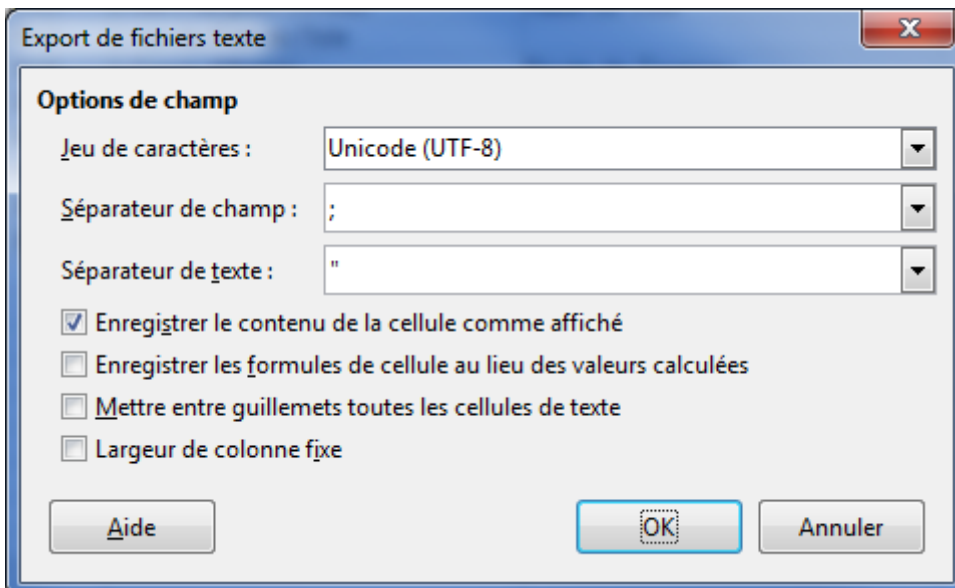 Export de fichiers texte
Options de champ
Jeu de caractères : Unicode (UTF-8)
Séparateur de champ : ;
Séparateur de texte : "
Enregistrer le contenu de la cellule comme affiché
Enregistrer les formules de cellule au lieu des valeurs calculées
Mettre entre guillemets toutes les cellules de texte
Largeur de colonne fixe
Aide OK Annuler